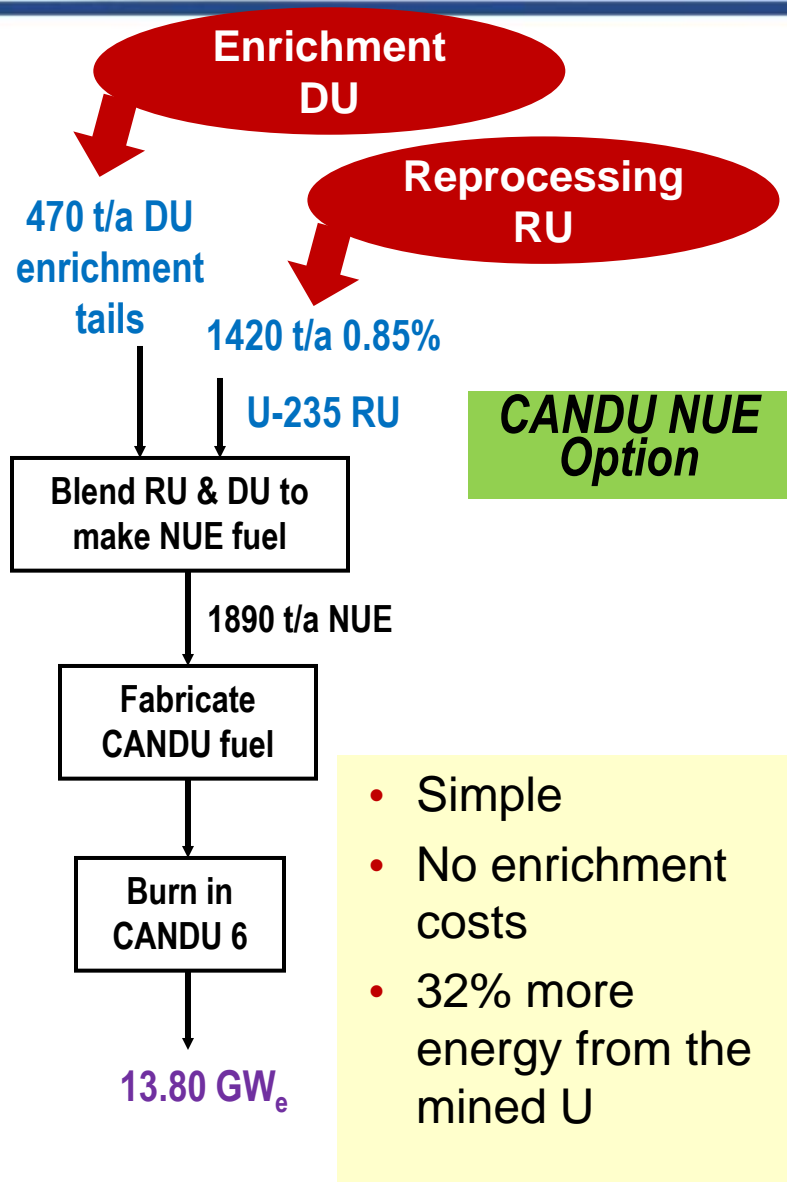 Enrichment
DU
Reprocessing
RU
470 t/a DU
enrichment
tails
1420 t/a 0.85%
U-235 RU
CANDU NUE
Option
Blend RU & DU to
make NUE fuel
1890 t/a NUE
Fabricate
CANDU fuel
Burn in
CANDU 6
13.80 GWₑ
• Simple
• No enrichment
costs
• 32% more
energy from the
mined U